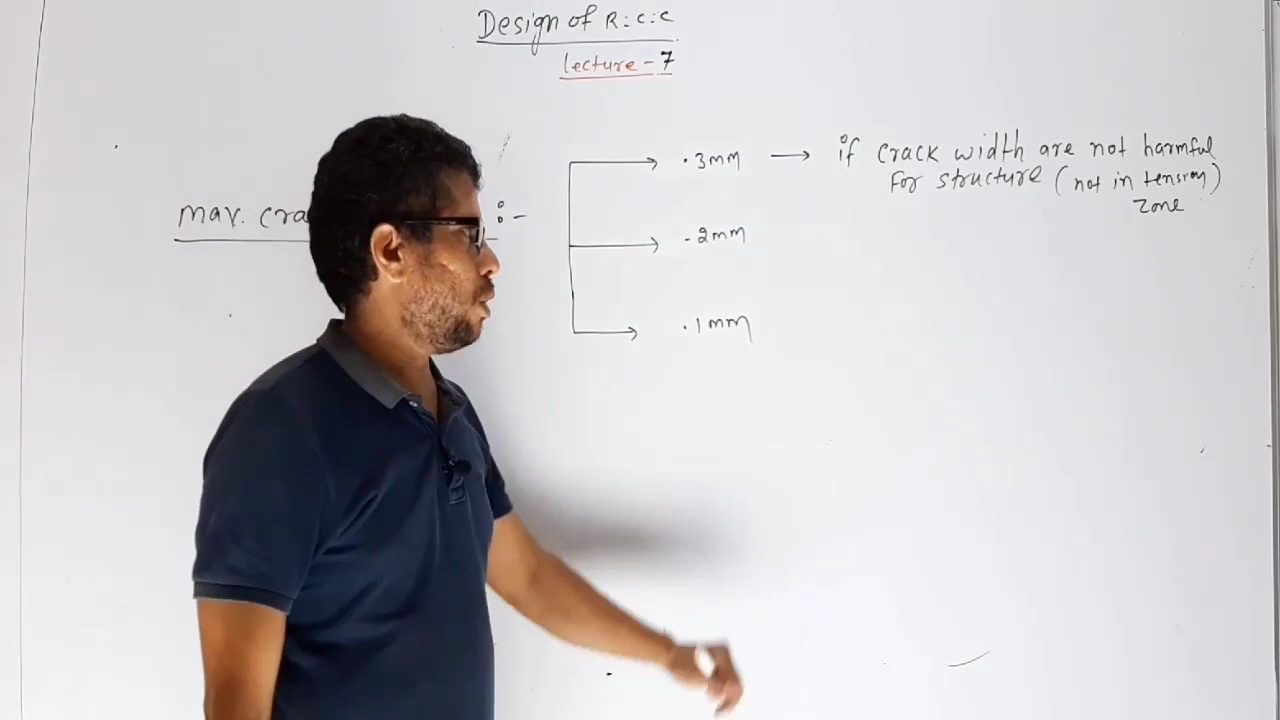 Design of R.C.C
lecture - 7
max. cra :-
.3mm → if crack width are not harmful
for structure (not in tension)
zone
.2mm
.1mm